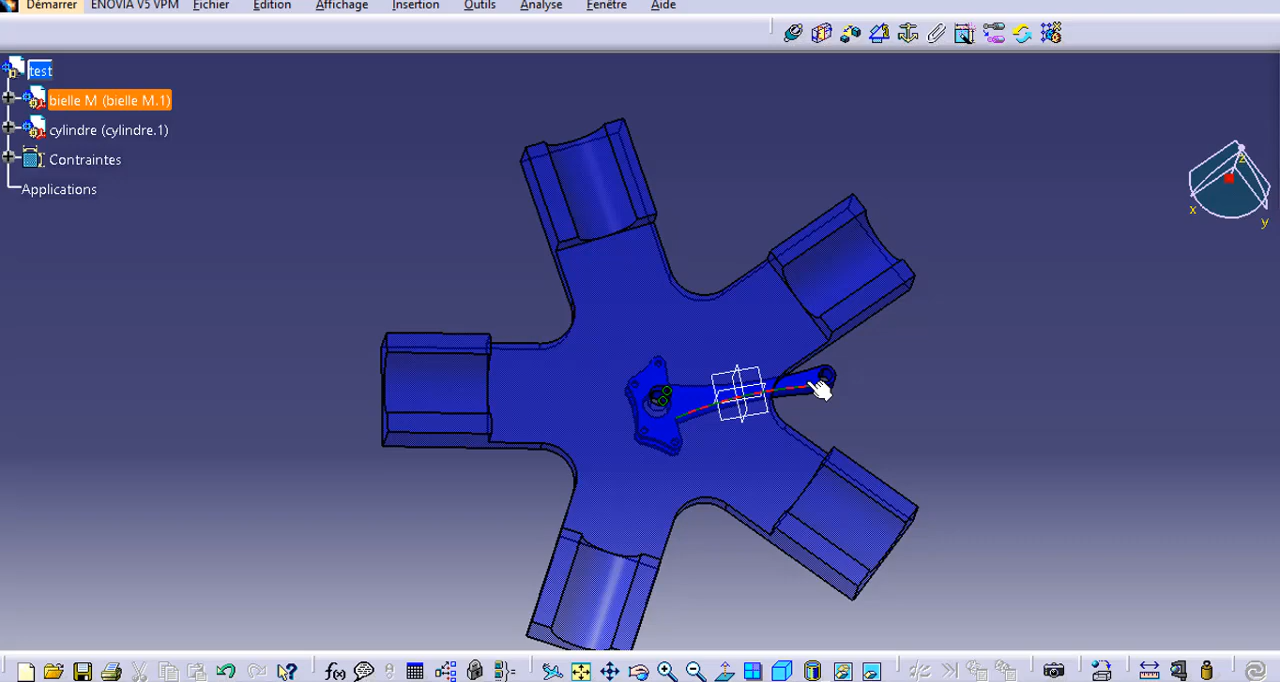 Démarrer ENOVIA V5 VPM Fichier Edition Affichage Insertion Outils Analyse Fenêtre Aide
test
bielle M (bielle M.1)
cylindre (cylindre.1)
Contraintes
Applications
z
x
y
f(x)